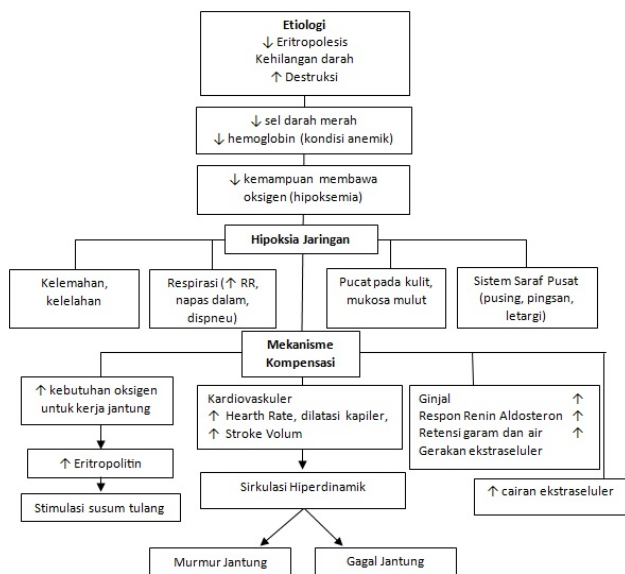 Etiologi
↓ Eritropolesis
Kehilangan darah
↑ Destruksi
↓ sel darah merah
↓ hemoglobin (kondisi anemik)
↓ kemampuan membawa
oksigen (hipoksemia)
Hipoksia Jaringan
Kelemahan,
kelelahan
Respirasi (↑ RR,
napas dalam,
dispneu)
Pucat pada kulit,
mukosa mulut
Sistem Saraf Pusat
(pusing, pingsan,
letargi)
Mekanisme
Kompensasi
↑ kebutuhan oksigen
untuk kerja jantung
Kardiovaskuler
↑ Hearth Rate, dilatasi kapiler,
↑ Stroke Volum
Ginjal ↑
Respon Renin Aldosteron ↑
Retensi garam dan air ↑
Gerakan ekstraseluler
↑ Eritropolitin
Sirkulasi Hiperdinamik
↑ cairan ekstraseluler
Stimulasi susum tulang
Murmur Jantung
Gagal Jantung